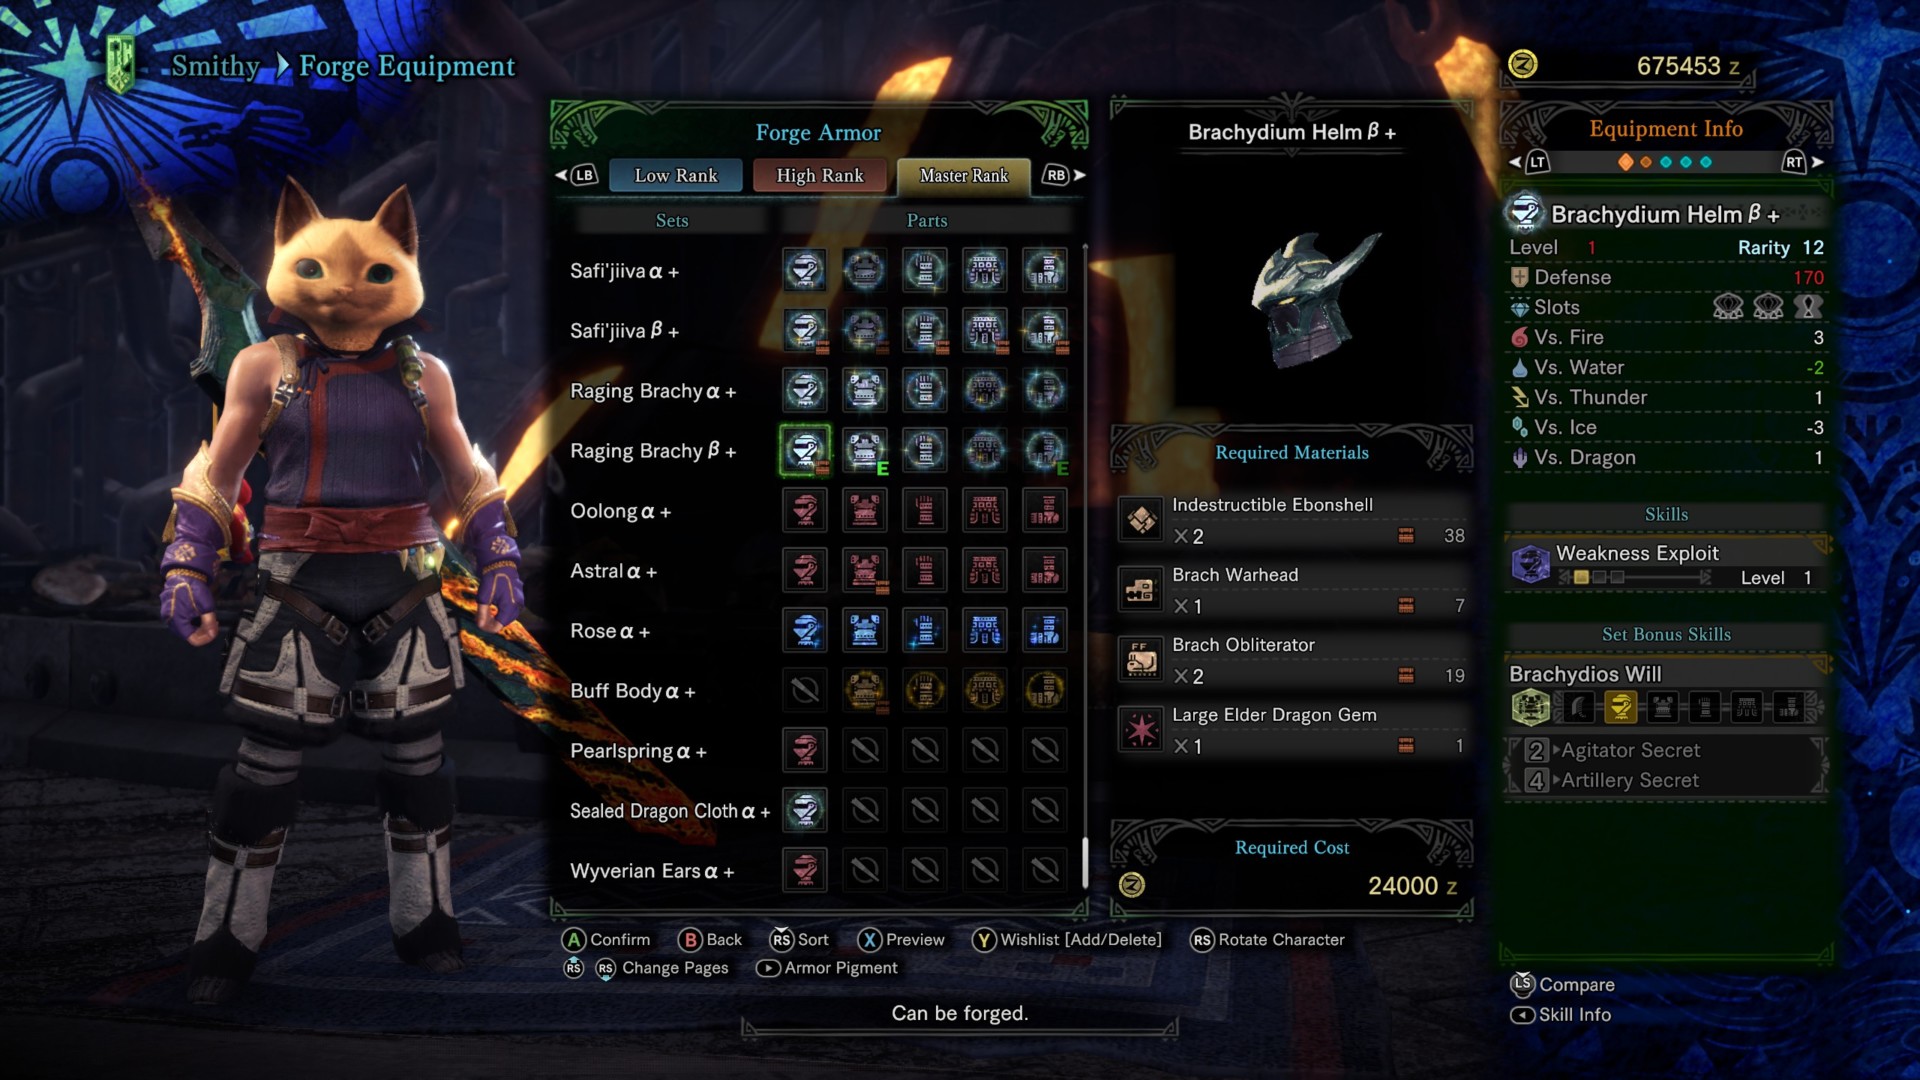 Smithy Forge Equipment
675453 z
Forge Armor
LB Low Rank High Rank Master Rank RB
Sets Parts
Safi'jiiva α +
Safi'jiiva β +
Raging Brachy α +
Raging Brachy β +
E E
Oolong α +
Astral α +
Rose α +
Buff Body α +
Pearlspring α +
Sealed Dragon Cloth α +
Wyverian Ears α +
Brachydium Helm β +
Required Materials
Indestructible Ebonshell
×2 38
Brach Warhead
×1 7
Brach Obliterator
×2 19
Large Elder Dragon Gem
×1 1
Required Cost
24000 z
Equipment Info
LT RT
Brachydium Helm β +
Level 1 Rarity 12
Defense 170
Slots
Vs. Fire 3
Vs. Water -2
Vs. Thunder 1
Vs. Ice -3
Vs. Dragon 1
Skills
Weakness Exploit
Level 1
Set Bonus Skills
Brachydios Will
2 Agitator Secret
4 Artillery Secret
A Confirm B Back RS Sort X Preview Y Wishlist [Add/Delete] RS Rotate Character
RS RS Change Pages Armor Pigment
Can be forged.
LS Compare
Skill Info